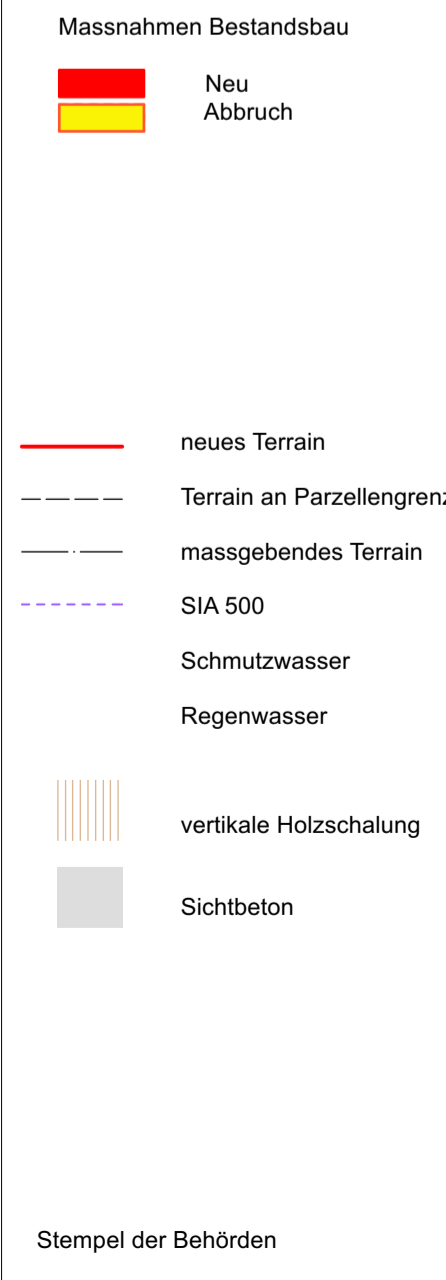 Massnahmen Bestandsbau
Neu
Abbruch
neues Terrain
Terrain an Parzellengrenz
massgebendes Terrain
SIA 500
Schmutzwasser
Regenwasser
vertikale Holzschalung
Sichtbeton
Stempel der Behörden